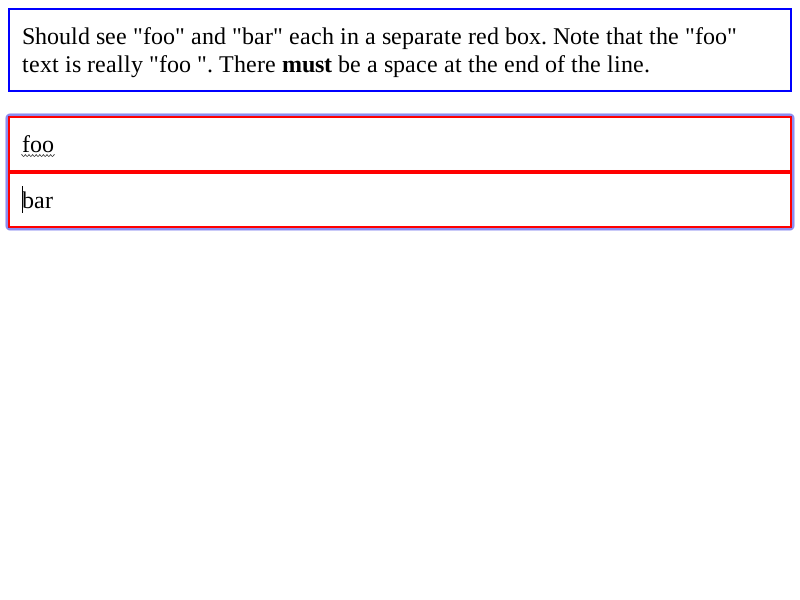 Should see "foo" and "bar" each in a separate red box. Note that the "foo"
text is really "foo ". There must be a space at the end of the line.
foo
bar